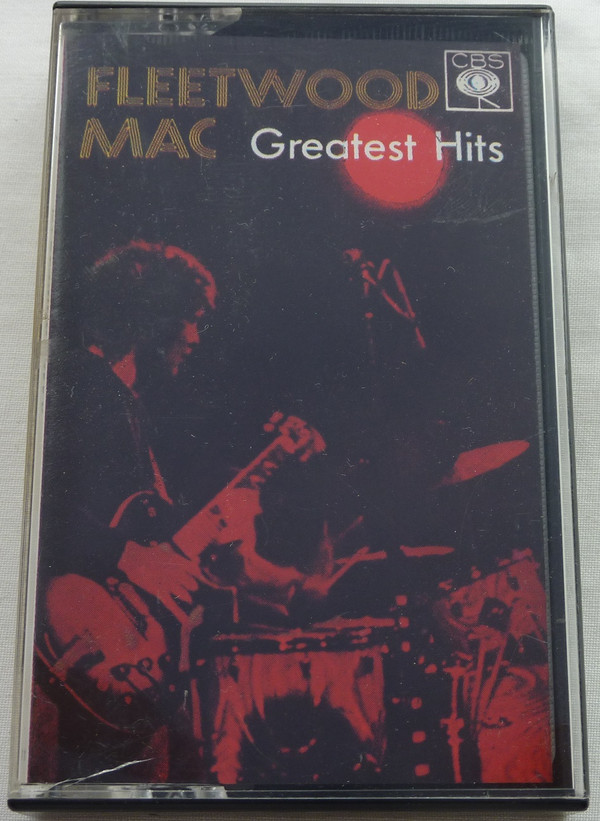 FLEETWOOD
CBS
MAC
Greatest Hits